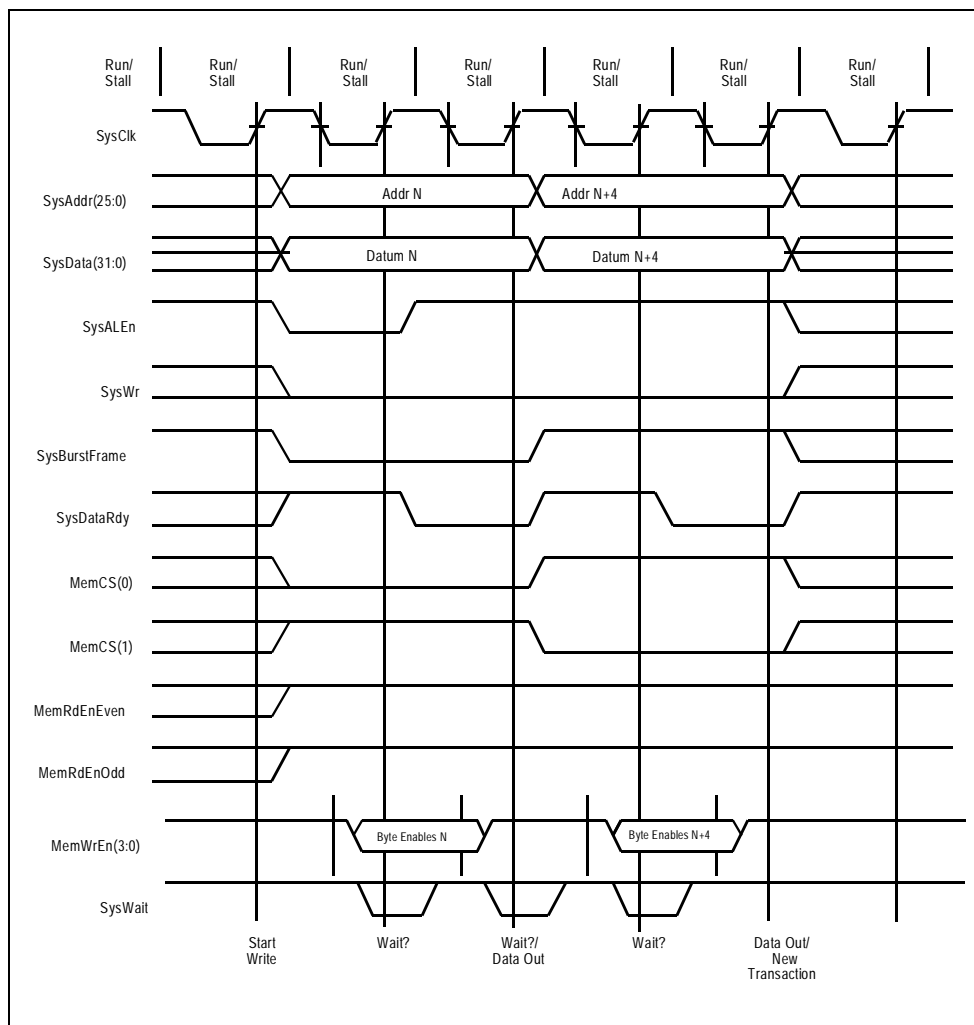 Run/ Run/ Run/ Run/ Run/ Run/
Stall Stall Stall Stall Stall Stall
SysClk
SysAddr(25:0)
Addr N
Addr N+4
SysData(31:0)
Datum N
Datum N+4
SysALEn
SysWr
SysBurstFrame
SysDataRdy
MemCS(0)
MemCS(1)
MemRdEnEven
MemRdEnOdd
MemWrEn(3:0)
Byte Enables N
Byte Enables N+4
SysWait
Start
Write
Wait?
Wait?/
Data Out
Wait?
Data Out/
New
Transaction